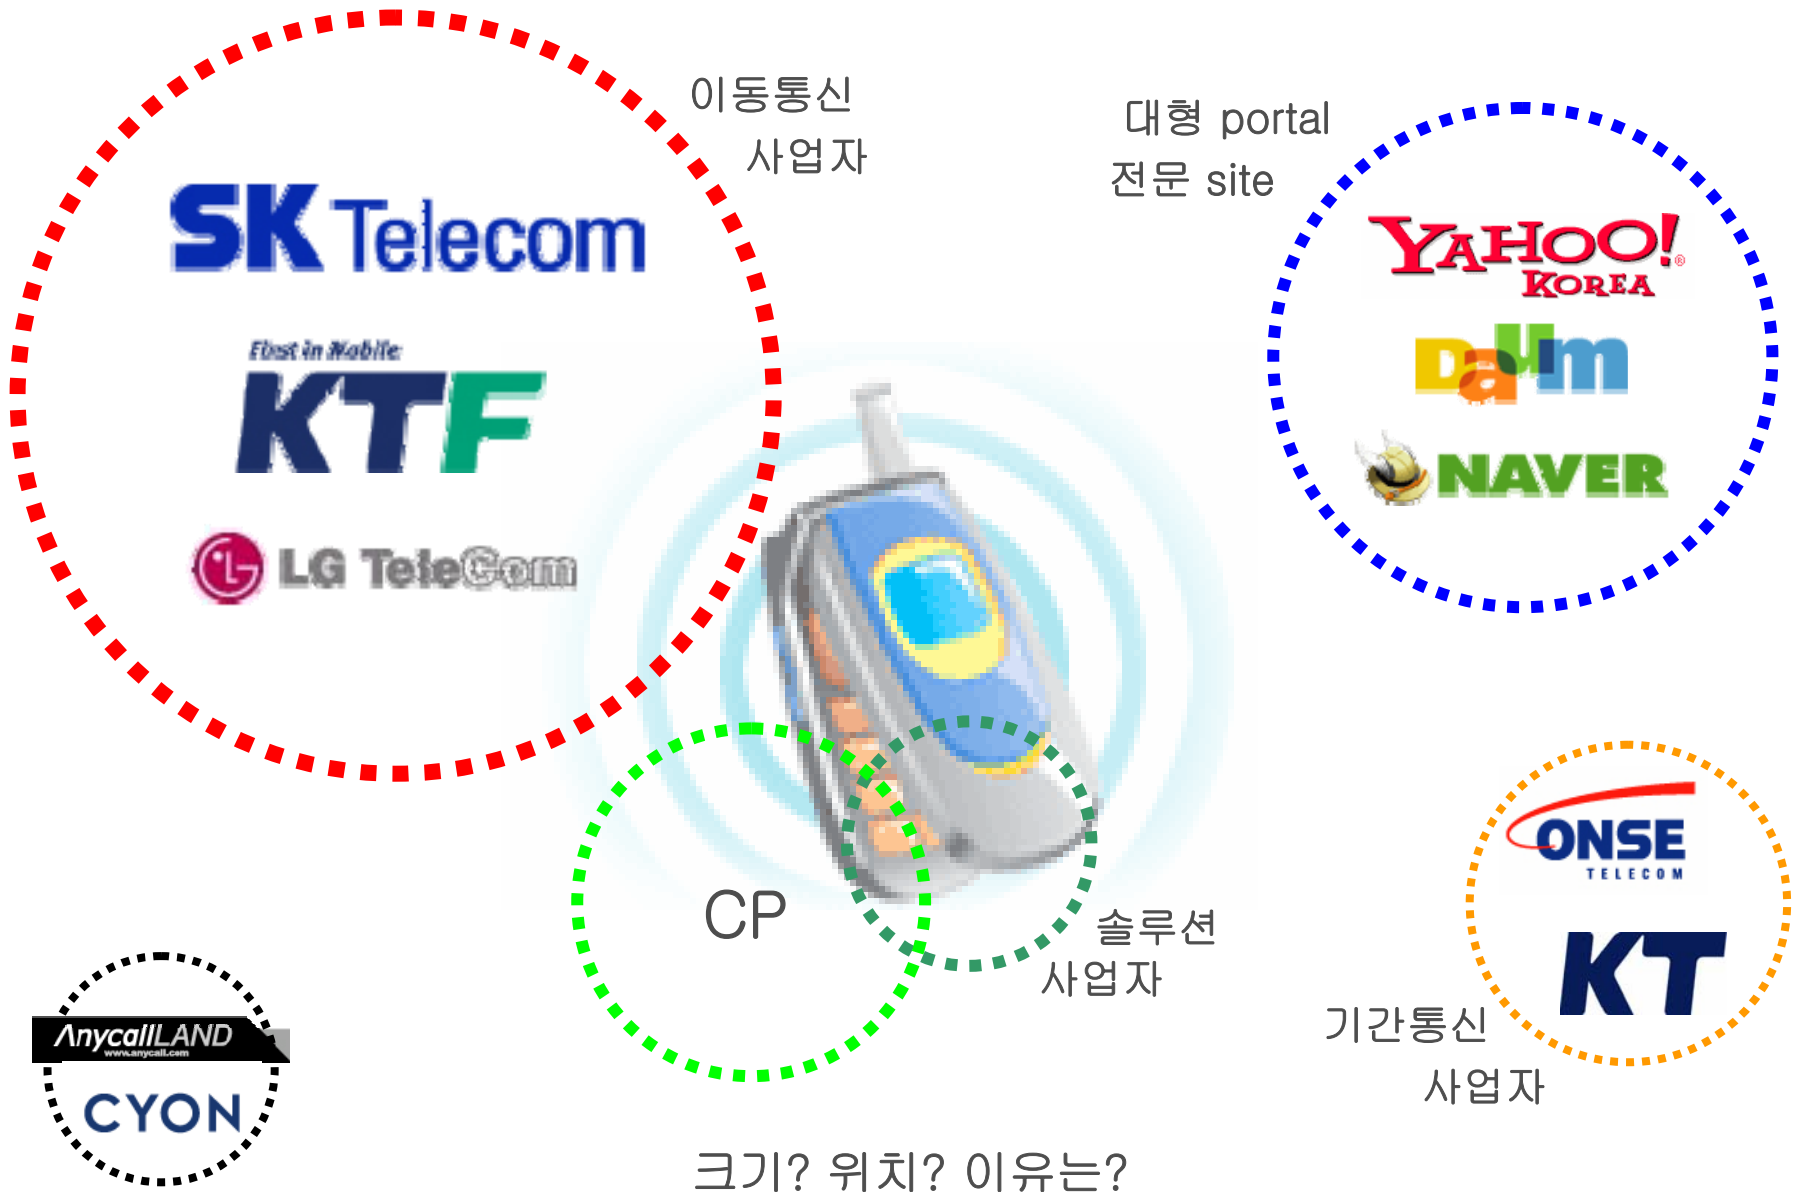 이동통신
사업자
대형 portal
전문 site
SK Telecom
YAHOO!
KOREA
Daum
First in Mobile
KTF
NAVER
LG TeleCom
ONSE
TELECOM
CP
솔루션
사업자
KT
기간통신
사업자
AnycallLAND
www.anycall.com
CYON
크기? 위치? 이유는?